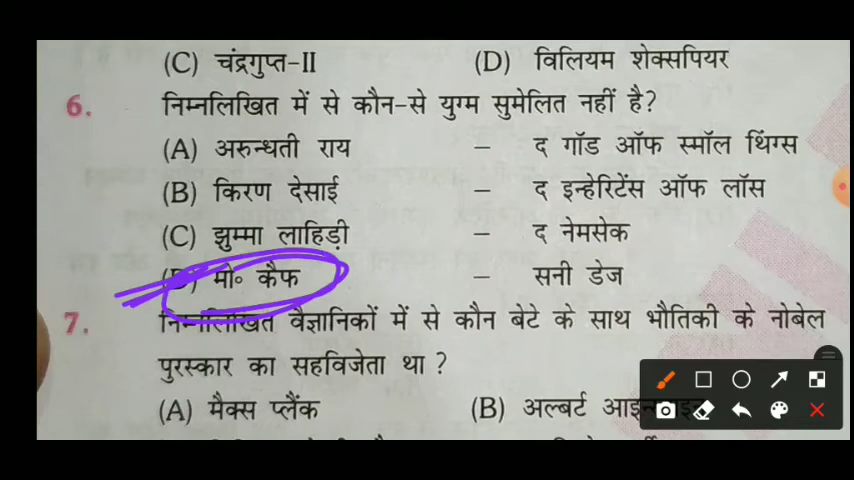 (C) चंद्रगुप्त-II (D) विलियम शेक्सपियर
6. निम्नलिखित में से कौन-से युग्म सुमेलित नहीं है?
(A) अरुन्धती राय – द गॉड ऑफ स्मॉल थिंग्स
(B) किरण देसाई – द इन्हेरिटेंस ऑफ लॉस
(C) झुम्मा लाहिड़ी – द नेमसेक
(D) मो॰ कैफ – सनी डेज
7. निम्नलिखित वैज्ञानिकों में से कौन बेटे के साथ भौतिकी के नोबेल
पुरस्कार का सहविजेता था ?
(A) मैक्स प्लैंक (B) अल्बर्ट